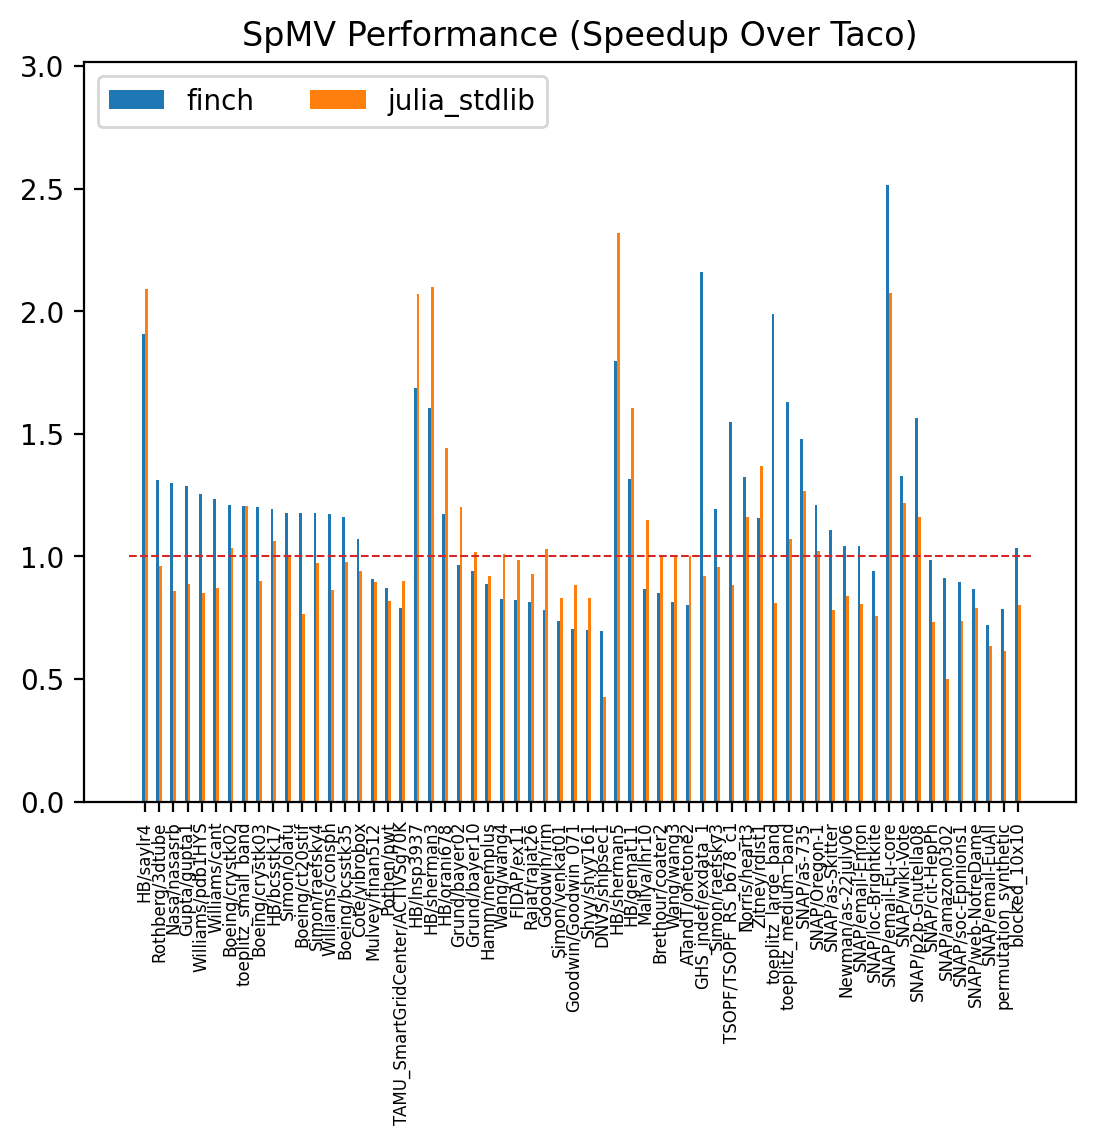 SpMV Performance (Speedup Over Taco)
finch
julia_stdlib
3.0
2.5
2.0
1.5
1.0
0.5
0.0
HB/saylr4
Rothberg/3dtube
Nasa/nasasrb
Gupta/gupta1
Williams/pdb1HYS
Williams/cant
Boeing/crystk02
toeplitz_small_band
Boeing/crystk03
HB/bcsstk17
Simon/olafu
Boeing/ct20stif
Simon/raefsky4
Williams/consph
Boeing/bcsstk35
Cote/vibrobox
Mulvey/finan512
Pothen/pwt
TAMU_SmartGridCenter/ACTIVSg70K
HB/lnsp3937
HB/sherman3
HB/orani678
Grund/bayer02
Grund/bayer10
Hamm/memplus
Wang/wang4
FIDAP/ex11
Rajat/rajat26
Goodwin/rim
Simon/venkat01
Goodwin/Goodwin_071
Shyy/shyy161
DNVS/shipsec1
HB/sherman5
HB/gemat11
Mallya/lhr10
Brethour/coater2
Wang/wang3
ATandT/onetone2
GHS_indef/exdata_1
Simon/raefsky3
TSOPF/TSOPF_RS_b678_c1
Norris/heart3
Zitney/rdist1
toeplitz_large_band
toeplitz_medium_band
SNAP/as-735
SNAP/Oregon-1
SNAP/as-Skitter
Newman/as-22july06
SNAP/email-Enron
SNAP/loc-Brightkite
SNAP/email-Eu-core
SNAP/wiki-Vote
SNAP/p2p-Gnutella08
SNAP/cit-HepPh
SNAP/amazon0302
SNAP/soc-Epinions1
SNAP/web-NotreDame
SNAP/email-EuAll
permutation_synthetic
blocked_10x10